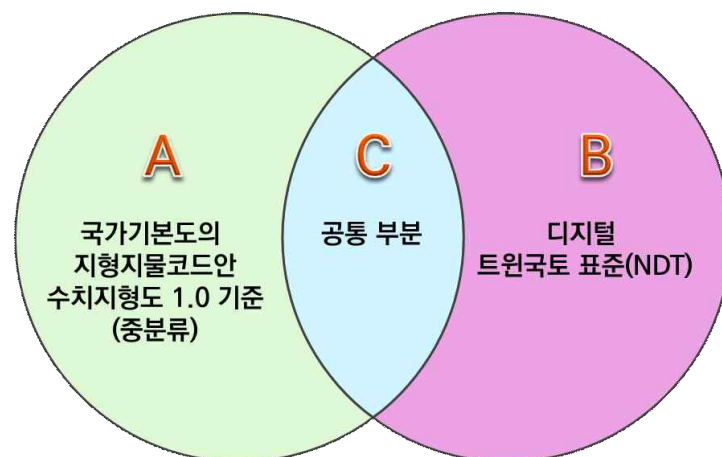 A
국가기본도의
지형지물코드안
수치지형도 1.0 기준
(중분류)
C
공통 부분
B
디지털
트윈국토 표준(NDT)